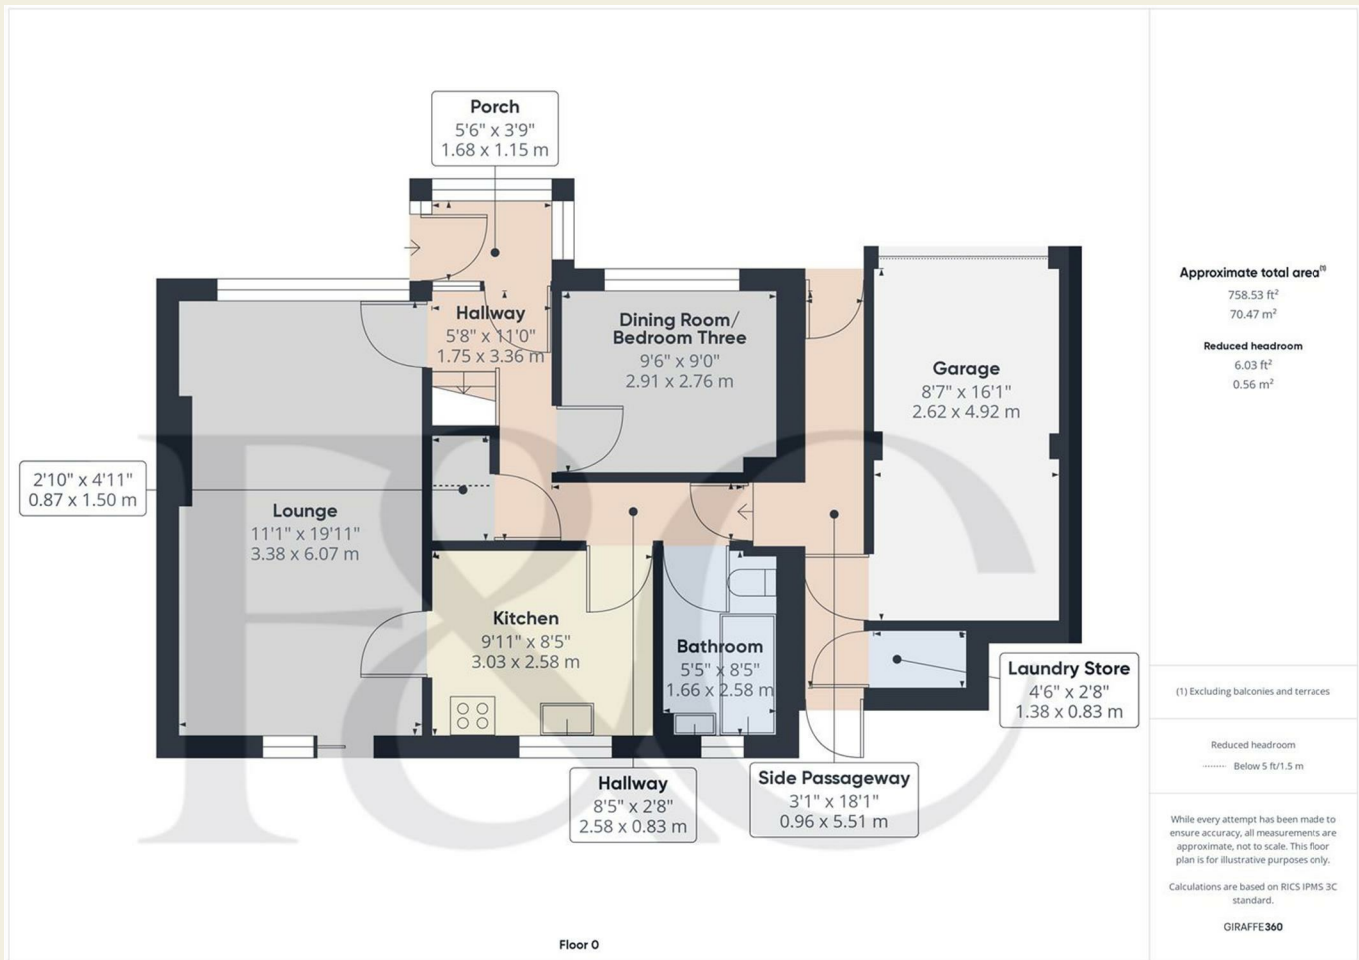 Porch
5'6" x 3'9"
1.68 x 1.15 m
Hallway
5'8" x 11'0"
1.75 x 3.36 m
Dining Room/
Bedroom Three
9'6" x 9'0"
2.91 x 2.76 m
Garage
8'7" x 16'1"
2.62 x 4.92 m
2'10" x 4'11"
0.87 x 1.50 m
Lounge
11'1" x 19'11"
3.38 x 6.07 m
Kitchen
9'11" x 8'5"
3.03 x 2.58 m
Bathroom
5'5" x 8'5"
1.66 x 2.58 m
Laundry Store
4'6" x 2'8"
1.38 x 0.83 m
Hallway
8'5" x 2'8"
2.58 x 0.83 m
Side Passageway
3'1" x 18'1"
0.96 x 5.51 m
F&C
Floor 0
Approximate total area(1)
758.53 ft²
70.47 m²
Reduced headroom
6.03 ft²
0.56 m²
(1) Excluding balconies and terraces
Reduced headroom
Below 5 ft/1.5 m
While every attempt has been made to
ensure accuracy, all measurements are
approximate, not to scale. This floor
plan is for illustrative purposes only.
Calculations are based on RICS IPMS 3C
standard.
GIRAFFE360